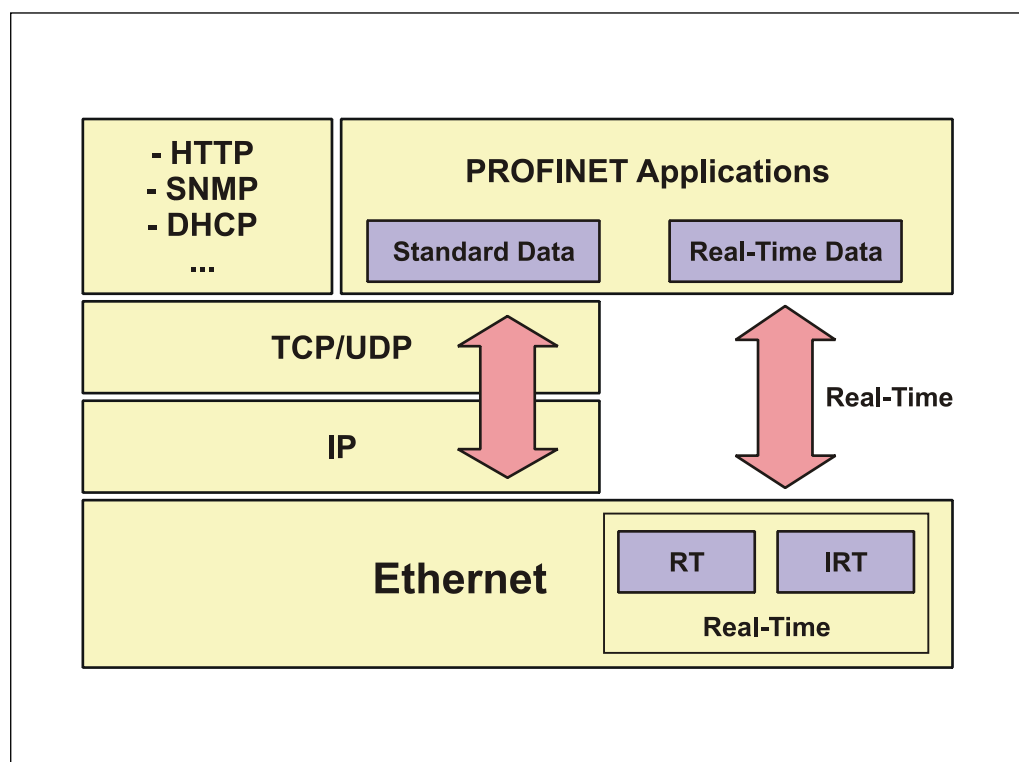 - HTTP
- SNMP
- DHCP
...
PROFINET Applications
Standard Data
Real-Time Data
TCP/UDP
Real-Time
IP
Ethernet
RT
IRT
Real-Time